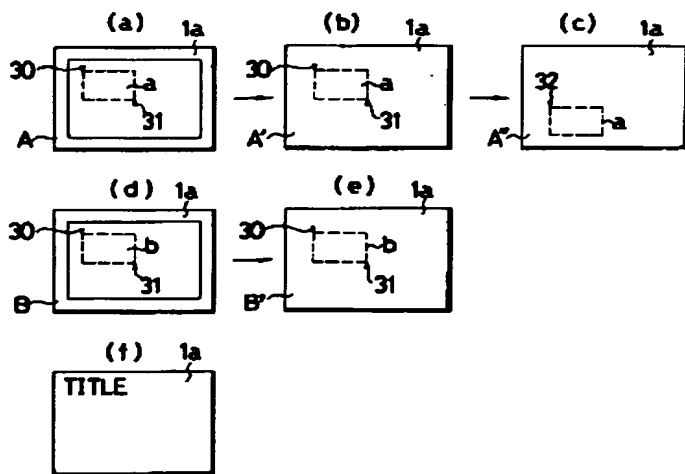 (a) (b) (c)
1a 1a 1a
30 30
a a 32
31 31 a
A A' A"
(d) (e)
1a 1a
30 30
b b
31 31
B B'
(f)
1a
TITLE